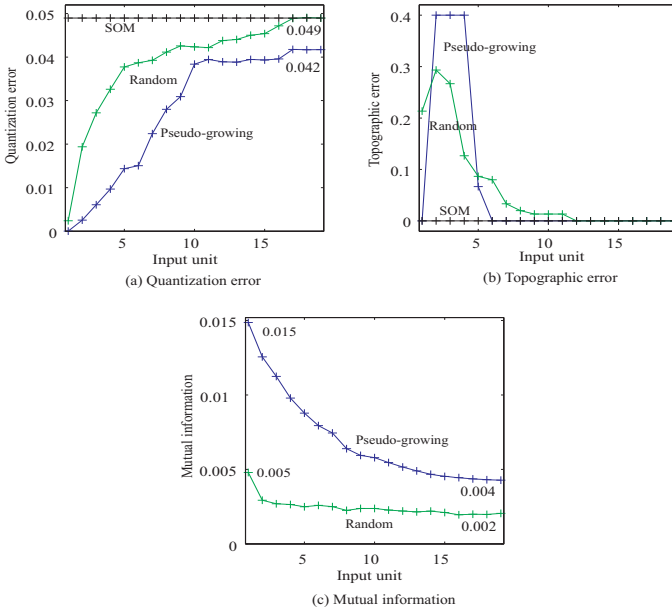 0.05
0.04
0.03
0.02
0.01
0
Quantization error
SOM
0.049
Random
0.042
Pseudo-growing
5
10
15
Input unit
(a) Quantization error
0.4
0.3
0.2
0.1
0
Topographic error
Pseudo-growing
Random
SOM
5
10
15
Input unit
(b) Topographic error
0.015
0.01
0.005
0
Mutual information
0.015
Pseudo-growing
0.005
0.004
Random
0.002
5
10
15
Input unit
(c) Mutual information